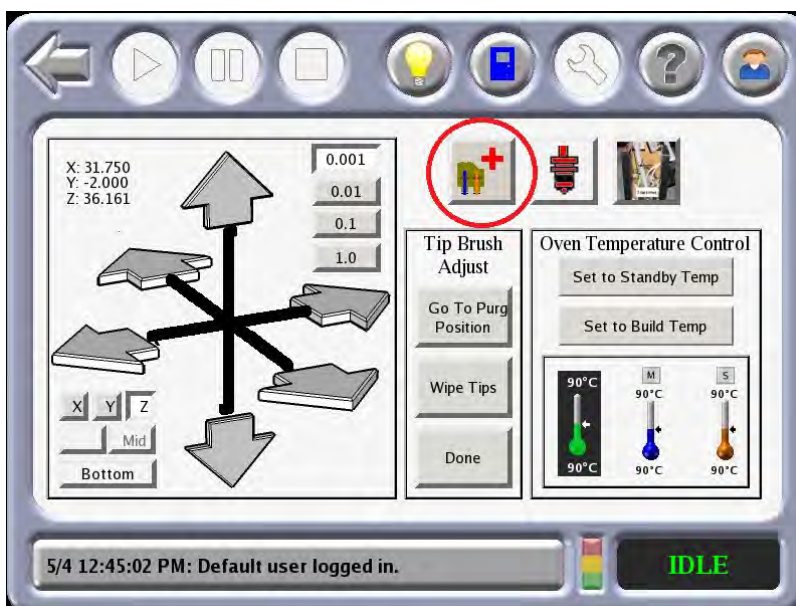 X: 31.750
Y: -2.000
Z: 36.161
0.001
0.01
0.1
1.0
X Y Z
Mid
Bottom
Tip Brush
Adjust
Go To Purg
Position
Wipe Tips
Done
Oven Temperature Control
Set to Standby Temp
Set to Build Temp
M S
90°C 90°C 90°C
90°C 90°C 90°C
5/4 12:45:02 PM: Default user logged in.
IDLE